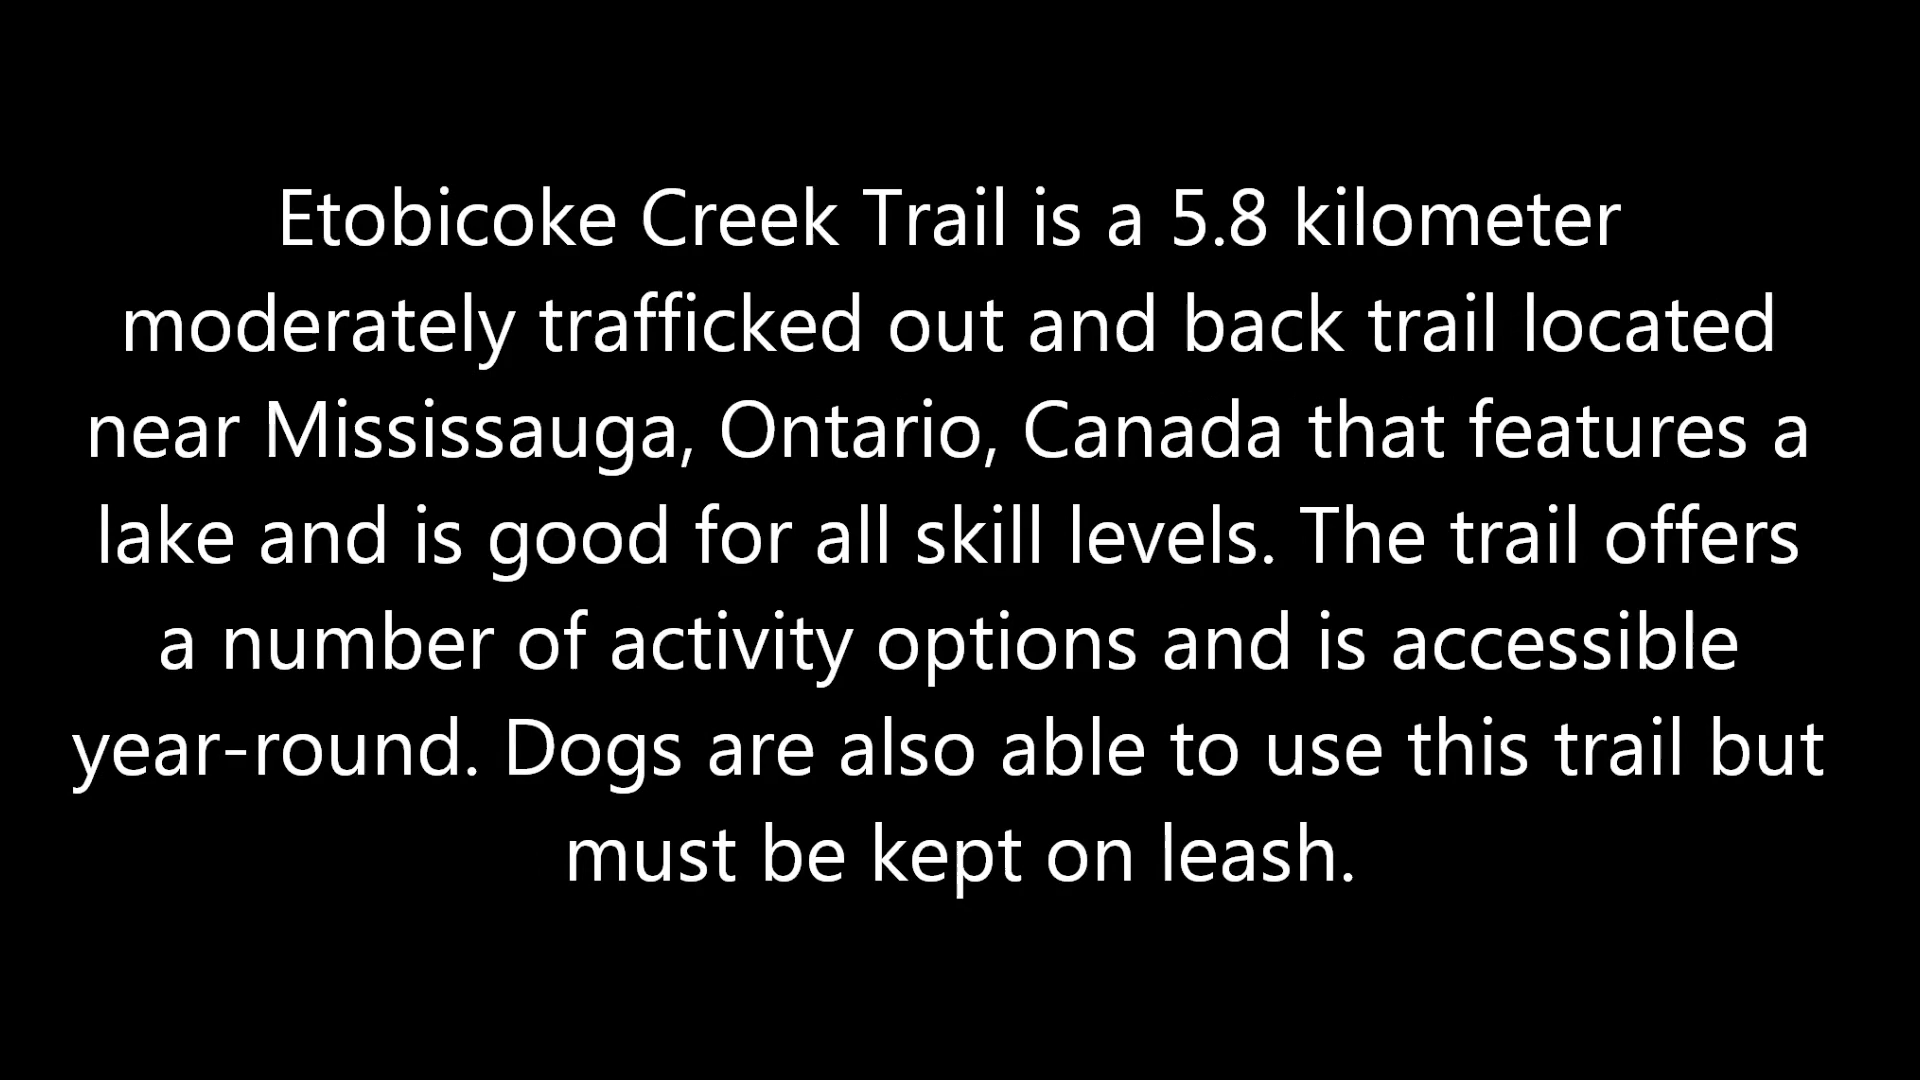 Etobicoke Creek Trail is a 5.8 kilometer
moderately trafficked out and back trail located
near Mississauga, Ontario, Canada that features a
lake and is good for all skill levels. The trail offers
a number of activity options and is accessible
year-round. Dogs are also able to use this trail but
must be kept on leash.